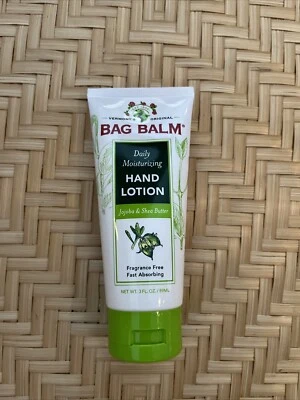 VERMONT'S ORIGINAL
BAG BALM®
Daily
Moisturizing
HAND
LOTION
Jojoba & Shea Butter
Fragrance Free
Fast Absorbing
NET WT. 3 FL. OZ / 89mL